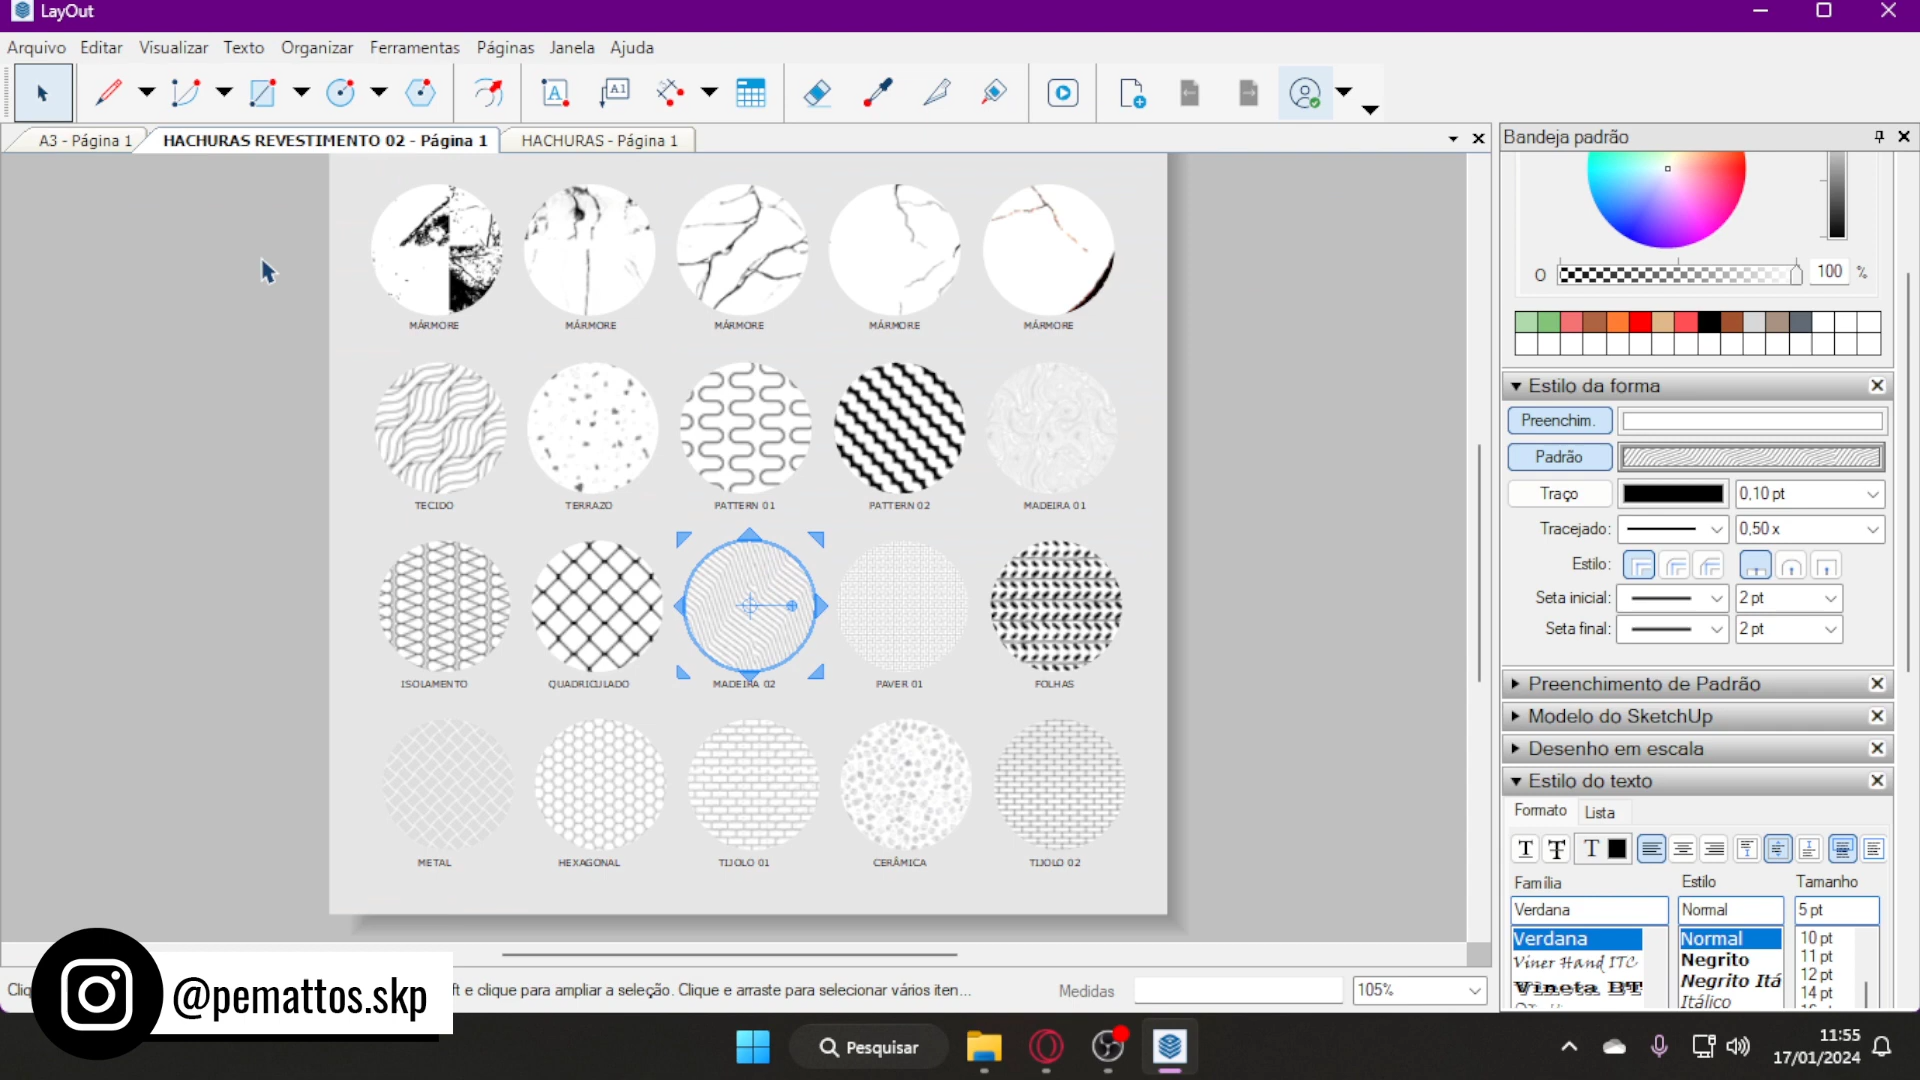 LayOut
Arquivo Editar Visualizar Texto Organizar Ferramentas Páginas Janela Ajuda
A A1
A3 - Página 1 HACHURAS REVESTIMENTO 02 - Página 1 HACHURAS - Página 1
Bandeja padrão
O 100 %
MÁRMORE MÁRMORE MÁRMORE MÁRMORE MÁRMORE
Estilo da forma
Preenchim.
Padrão
Traço 0,10 pt
TECIDO TERRAZO PATTERN 01 PATTERN 02 MADEIRA 01
Tracejado: 0,50 x
Estilo:
Seta inicial: 2 pt
Seta final: 2 pt
ISOLAMENTO QUADRICULADO MADEIRA 02 PAVER 01 FOLHAS
Preenchimento de Padrão
Modelo do SketchUp
Desenho em escala
Estilo do texto
Formato Lista
T T T
METAL HEXAGONAL TIJOLO 01 CERÂMICA TIJOLO 02
Família Estilo Tamanho
Verdana Normal 5 pt
Verdana Normal 10 pt
Viner Hand ITC Negrito 11 pt
Vineta BT Negrito Itá 12 pt
Itálico 14 pt
Cliq
ft e clique para ampliar a seleção. Clique e arraste para selecionar vários iten...
Medidas 105%
@pemattos.skp
Pesquisar
11:55
17/01/2024